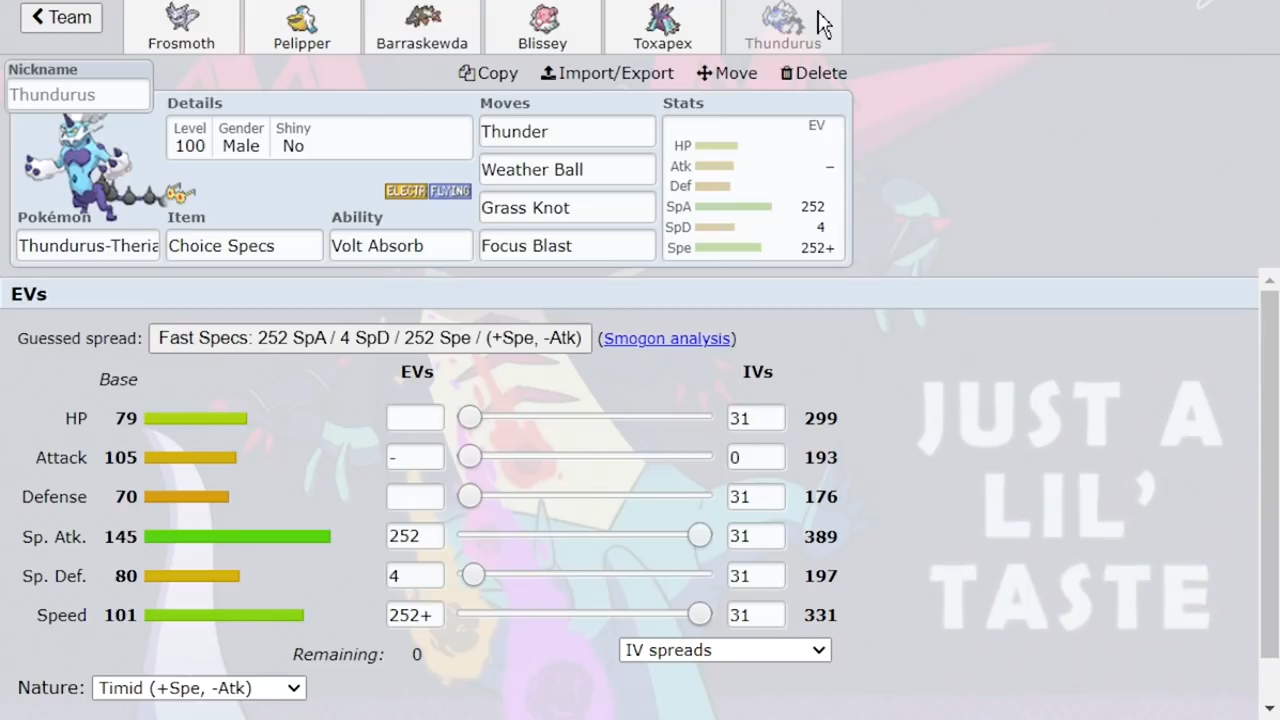 Team
Frosmoth
Pelipper
Barraskewda
Blissey
Toxapex
Thundurus
Nickname
Thundurus
Copy
Import/Export
Move
Delete
Details
Level
100
Gender
Male
Shiny
No
ELECTR FLYING
Pokémon
Thundurus-Theria
Item
Choice Specs
Ability
Volt Absorb
Moves
Thunder
Weather Ball
Grass Knot
Focus Blast
Stats
EV
HP
Atk –
Def
SpA 252
SpD 4
Spe 252+
EVs
Guessed spread: Fast Specs: 252 SpA / 4 SpD / 252 Spe / (+Spe, -Atk) (Smogon analysis)
Base EVs IVs
HP 79 31 299
Attack 105 - 0 193
Defense 70 31 176
Sp. Atk. 145 252 31 389
Sp. Def. 80 4 31 197
Speed 101 252+ 31 331
Remaining: 0 IV spreads
Nature: Timid (+Spe, -Atk)
JUST A
LIL'
TASTE